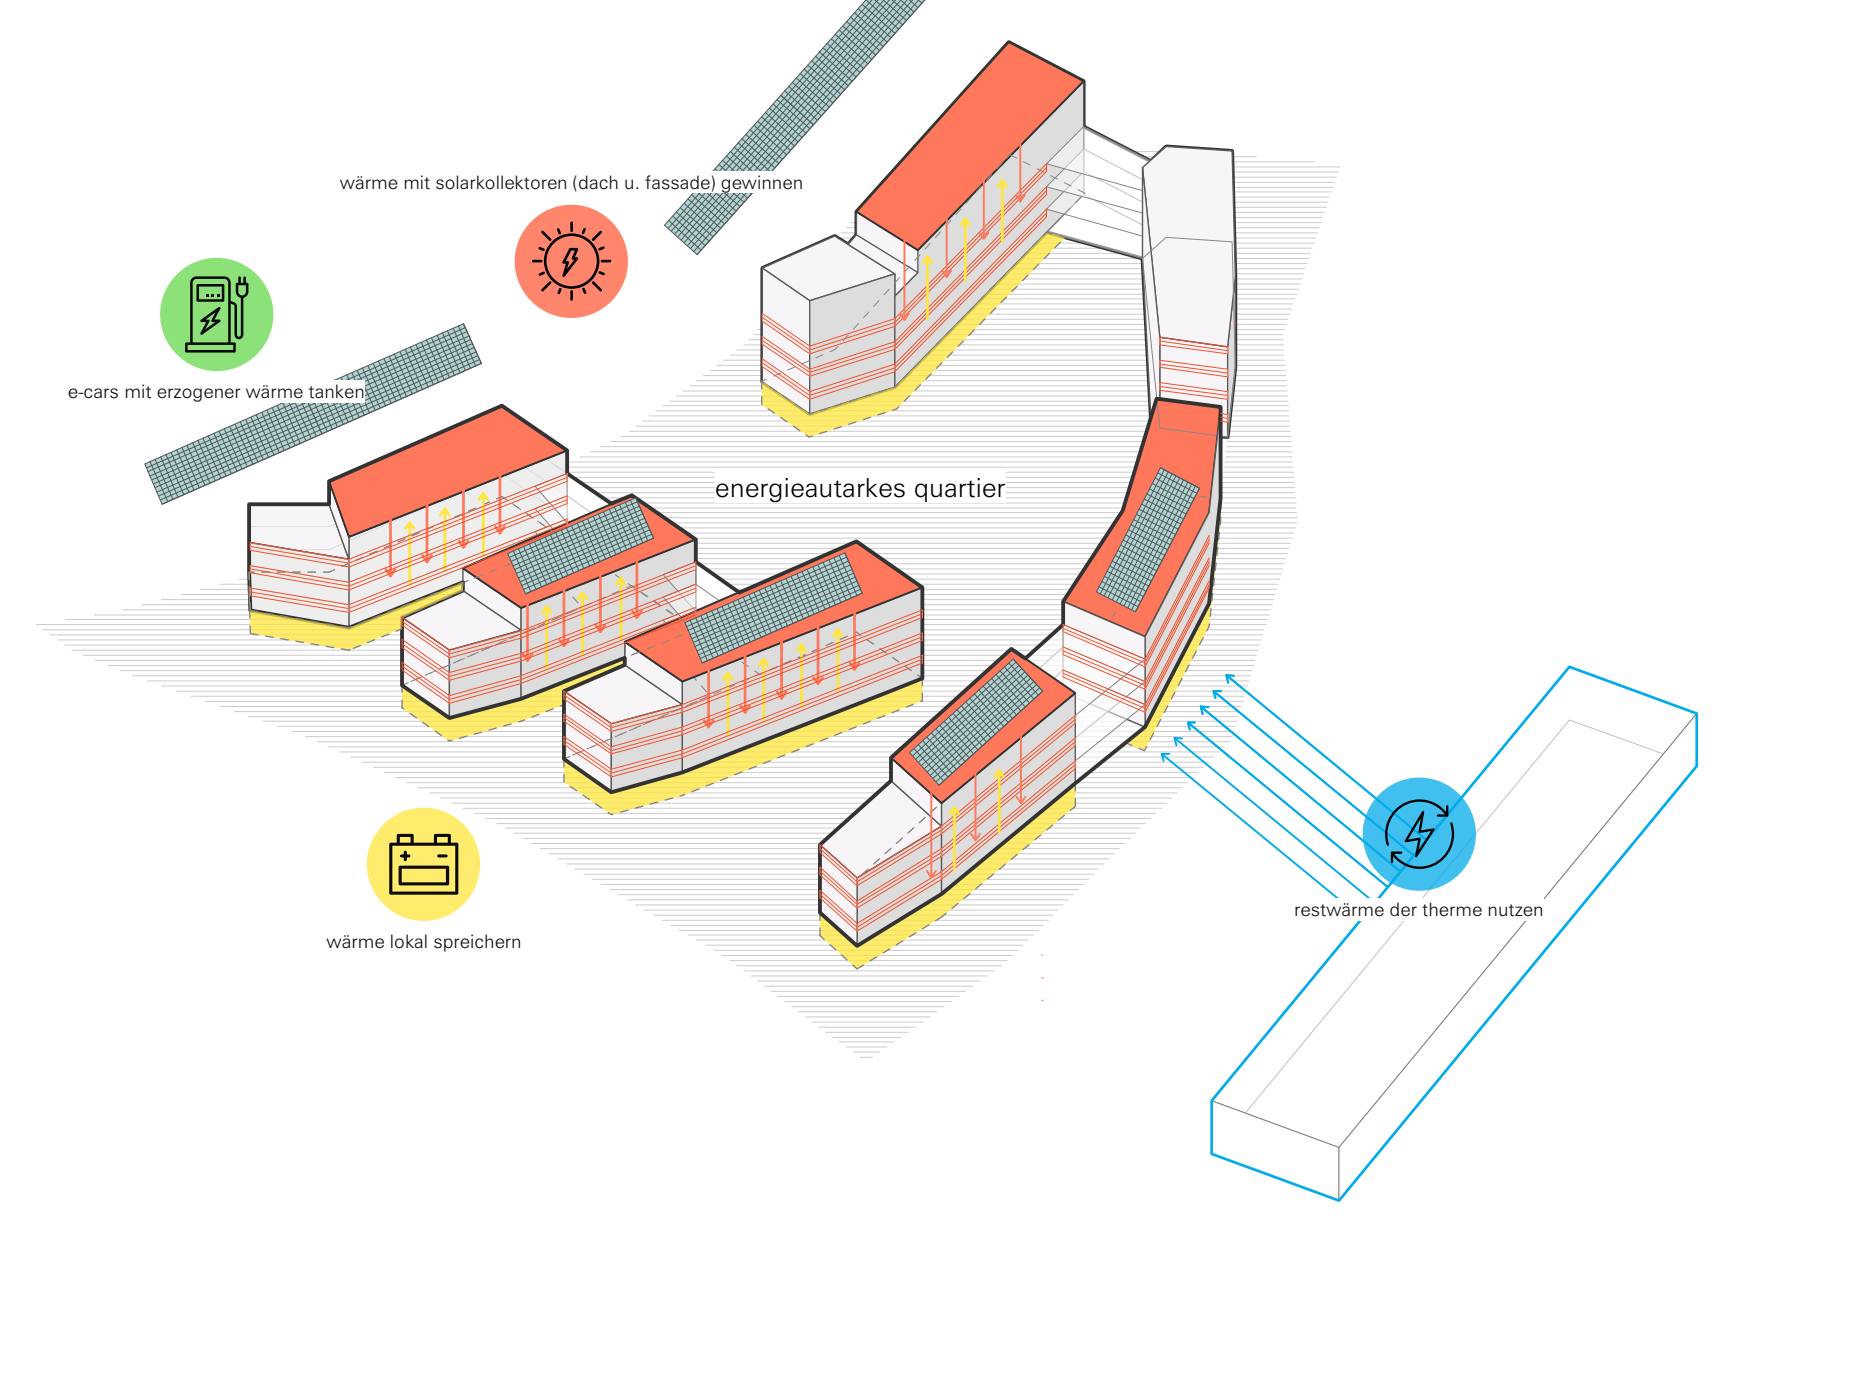 wärme mit solarkollektoren (dach u. fassade) gewinnen
e-cars mit erzogener wärme tanken
energieautarkes quartier
restwärme der therme nutzen
wärme lokal spreichern